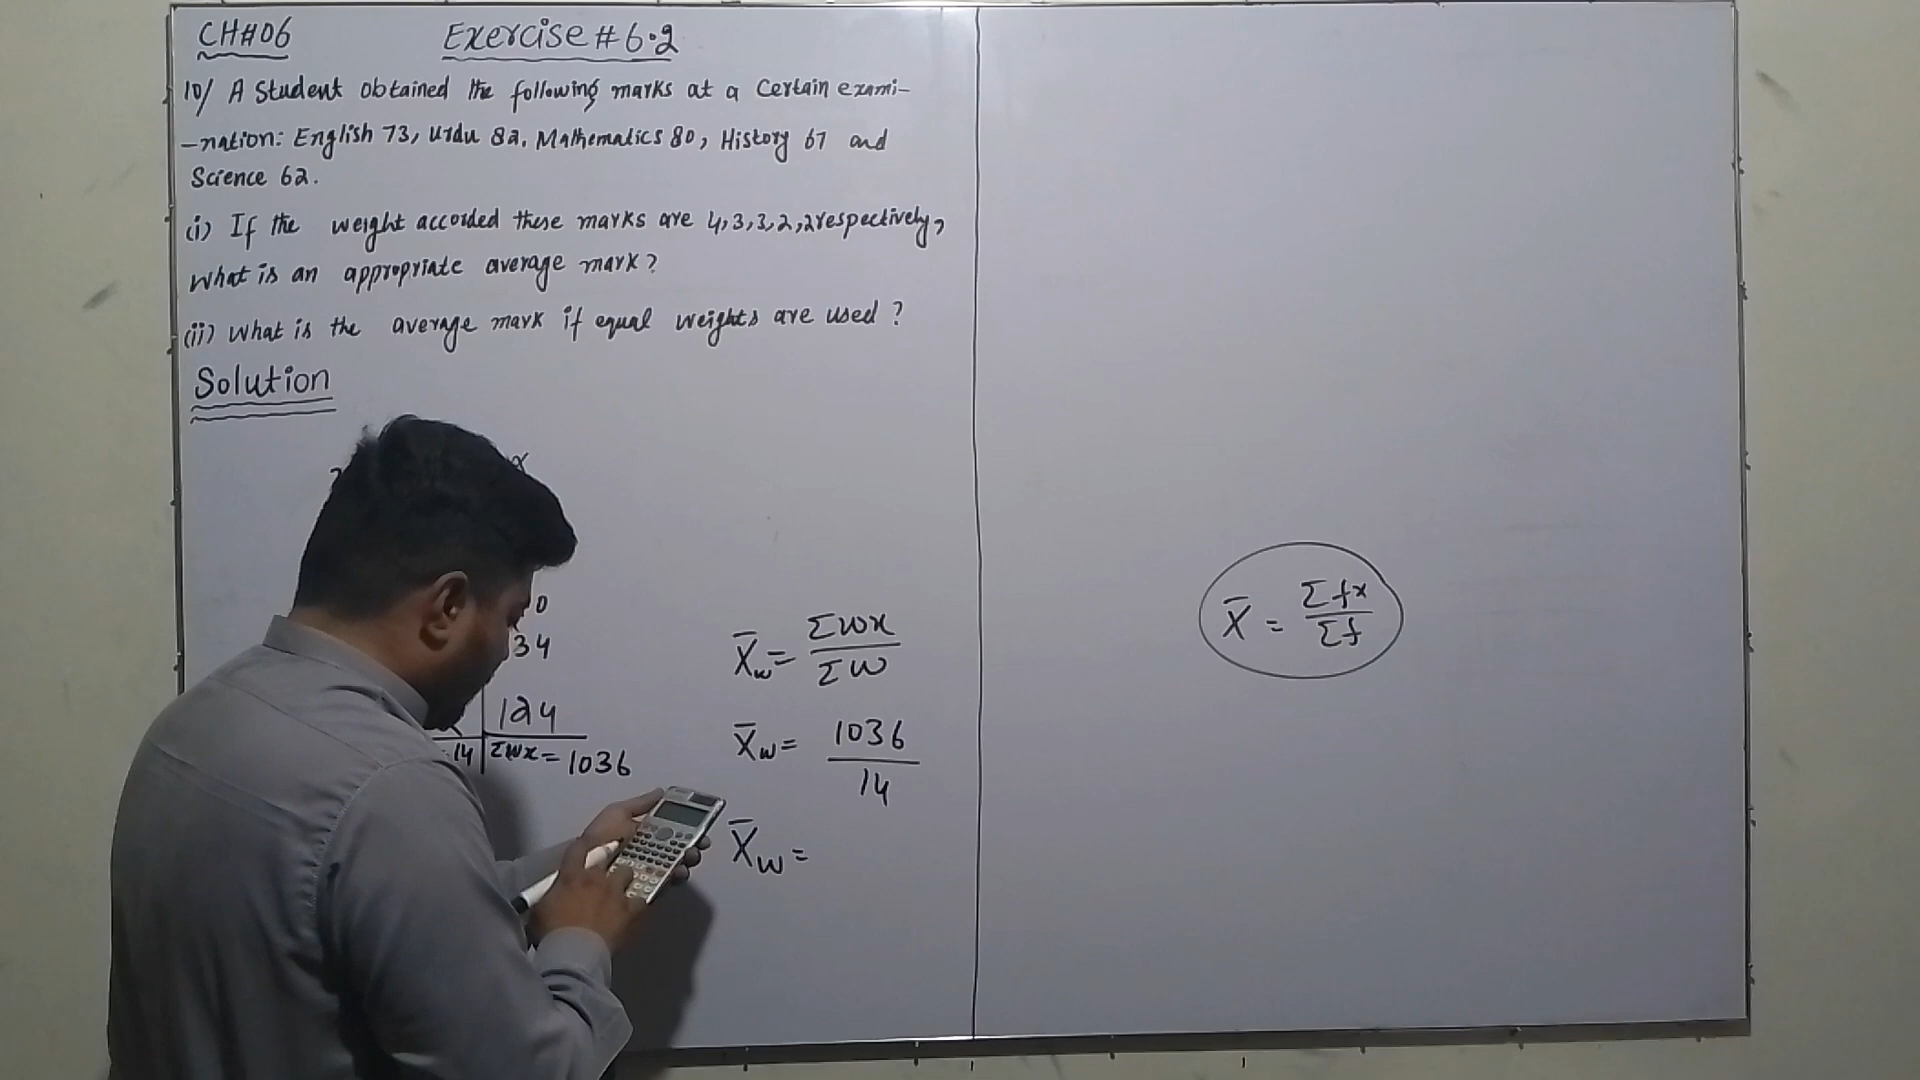 CH#06 Exercise #6.2
10/ A Student obtained the following marks at a Certain exami-
-nation: English 73, Urdu 82, Mathematics 80, History 67 and
Science 62.
(i) If the weight accorded these marks are 4,3,3,2,2 respectively,
What is an appropriate average mark?
(ii) What is the average mark if equal weights are used?
Solution
x
0
34
124
=14 Σwx = 1036
X̄w = Σwx / Σw
X̄w = 1036 / 14
X̄w =
X̄ = Σfx / Σf